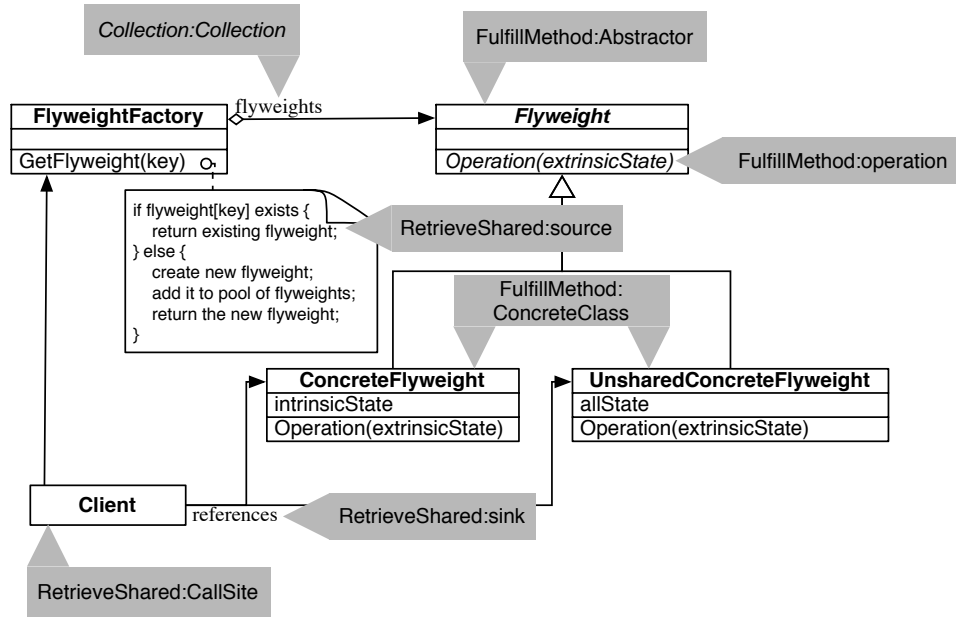 Collection:Collection
FulfillMethod:Abstractor
flyweights
FlyweightFactory
Flyweight
GetFlyweight(key)
Operation(extrinsicState)
FulfillMethod:operation
if flyweight[key] exists {
return existing flyweight;
} else {
create new flyweight;
add it to pool of flyweights;
return the new flyweight;
}
RetrieveShared:source
FulfillMethod:
ConcreteClass
ConcreteFlyweight
intrinsicState
Operation(extrinsicState)
UnsharedConcreteFlyweight
allState
Operation(extrinsicState)
Client
references
RetrieveShared:sink
RetrieveShared:CallSite